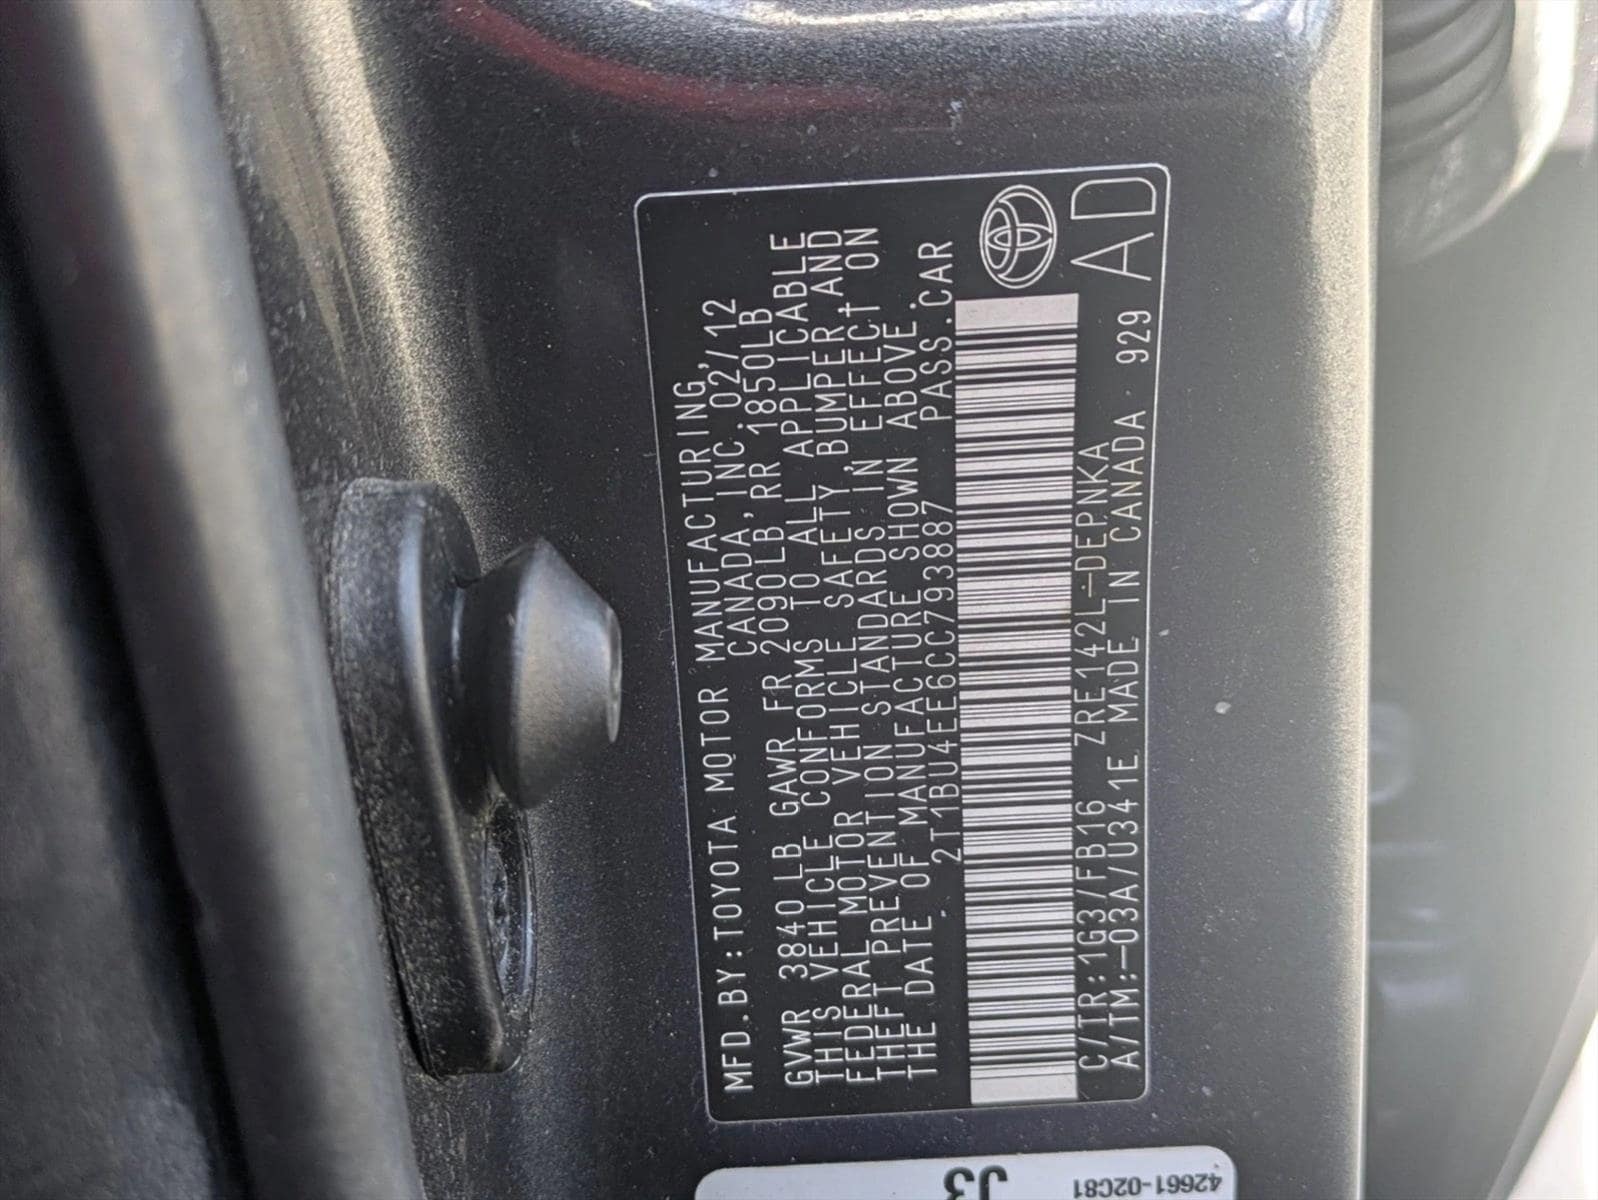 MFD.BY:TOYOTA MOTOR MANUFACTURING,
CANADA,INC. 02/12
GVWR 3840 LB GAWR FR 2090LB RR 1850LB
THIS VEHICLE CONFORMS TO ALL APPLICABLE
FEDERAL MOTOR VEHICLE SAFETY,BUMPER AND
THEFT PREVENTION STANDARDS IN EFFECT ON
THE DATE OF MANUFACTURE SHOWN ABOVE.
2T1BU4EE6CC793887 PASS.CAR
C/TR:1G3/FB16 ZRE142L-DEPNKA
A/TM:-03A/U341E MADE IN CANADA 929
AD
42661-02C81
J3